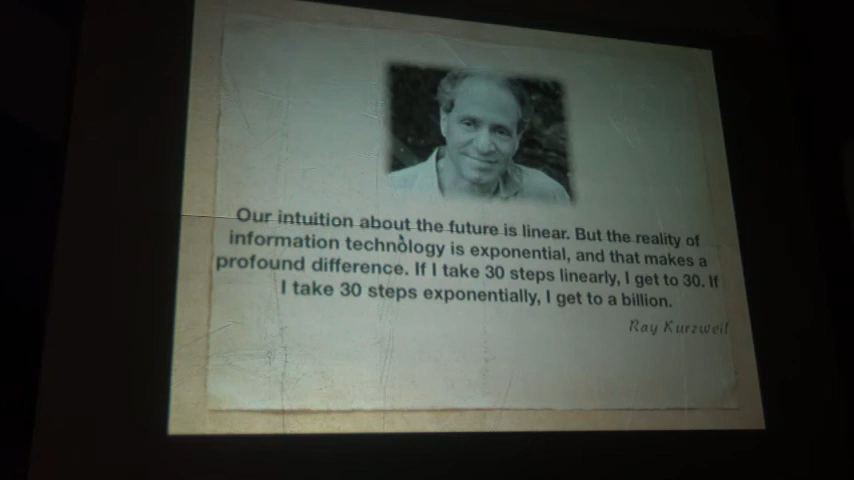 Our intuition about the future is linear. But the reality of
information technology is exponential, and that makes a
profound difference. If I take 30 steps linearly, I get to 30. If
I take 30 steps exponentially, I get to a billion.
Ray Kurzweil